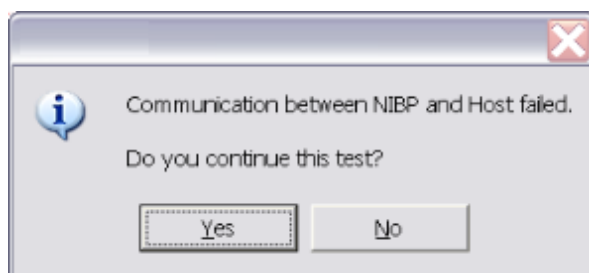 Communication between NIBP and Host failed.
Do you continue this test?
Yes No